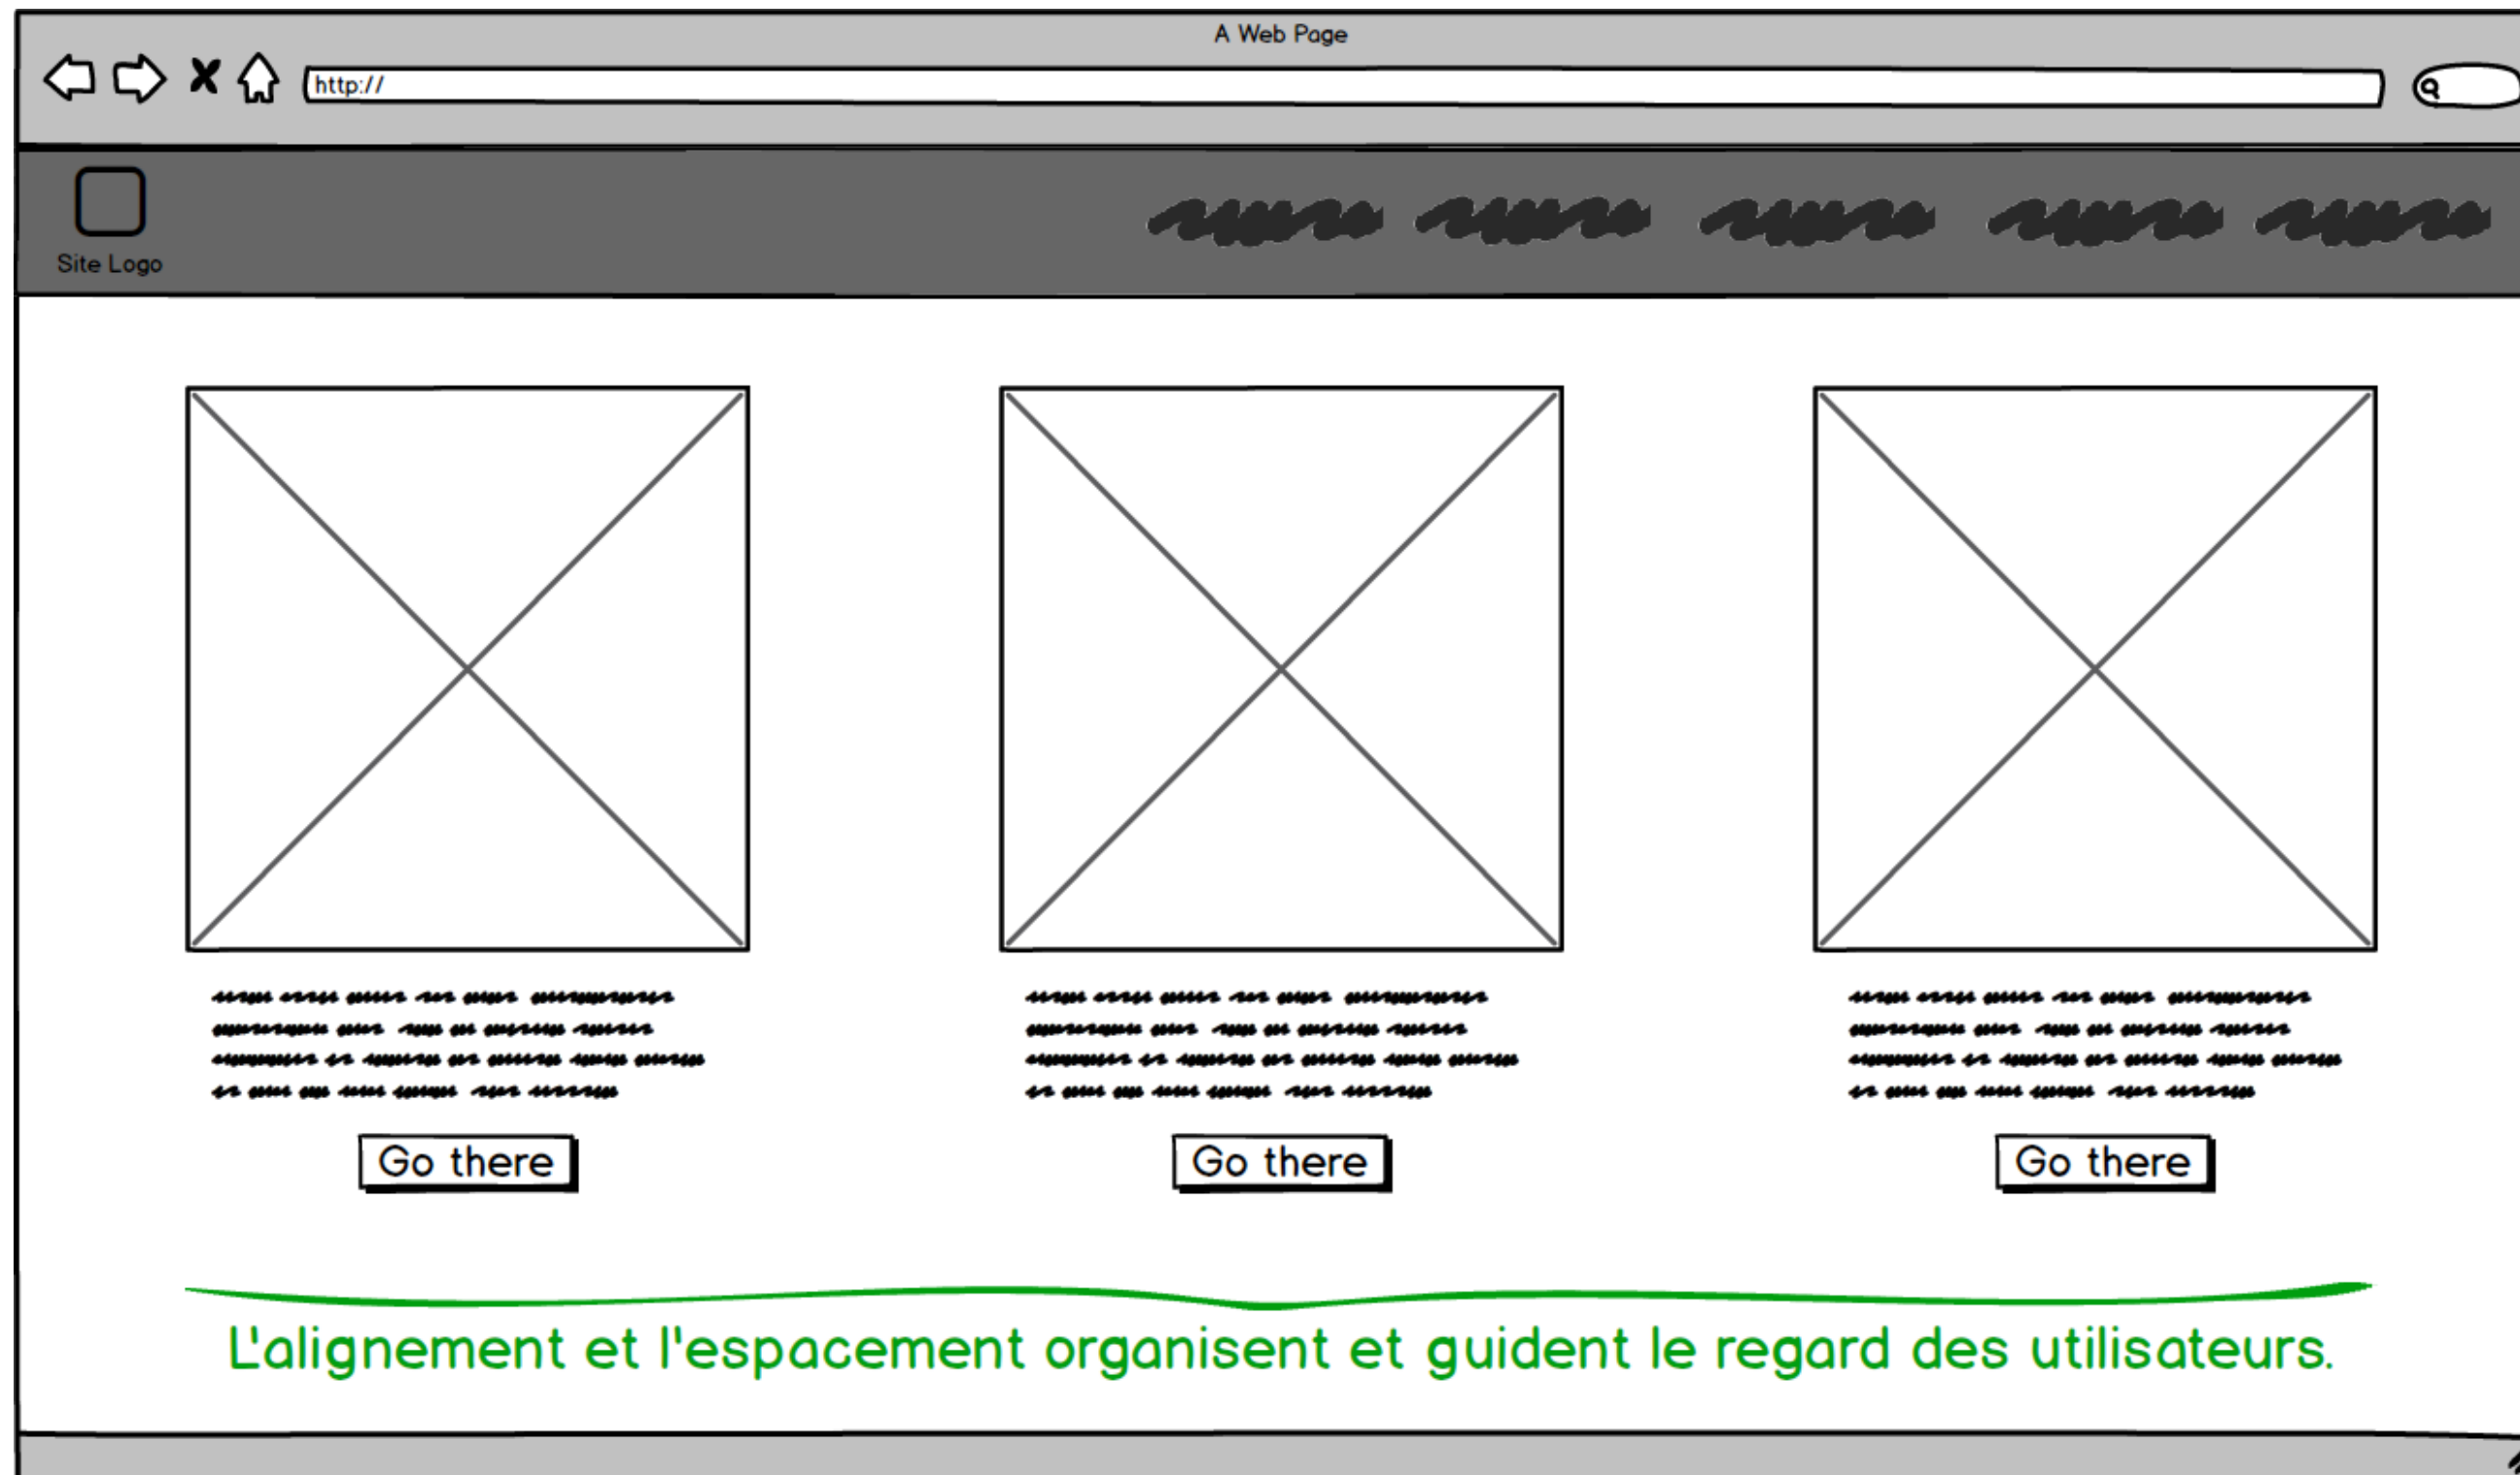 A Web Page
http://
Site Logo
Go there
Go there
Go there
L'alignement et l'espacement organisent et guident le regard des utilisateurs.